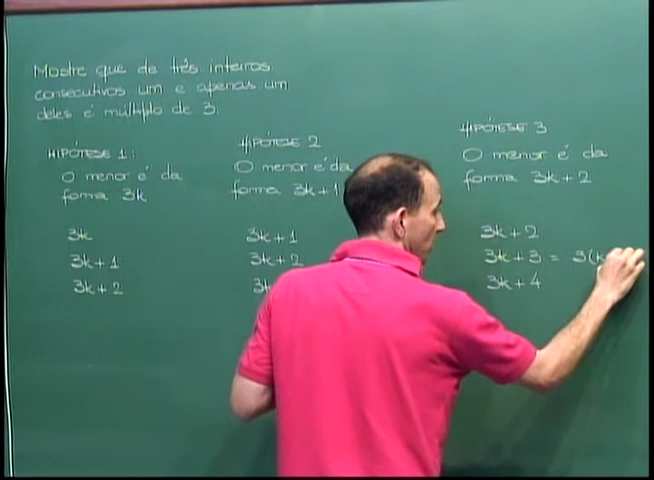 Mostre que de três inteiros
consecutivos um e apenas um
deles é múltiplo de 3.
HIPÓTESE 1:
O menor é da
forma 3k
3k
3k+1
3k+2
HIPÓTESE 2
O menor é da
forma 3k+1
3k+1
3k+2
3k
HIPÓTESE 3
O menor é da
forma 3k+2
3k+2
3k+3 = 3(k
3k+4